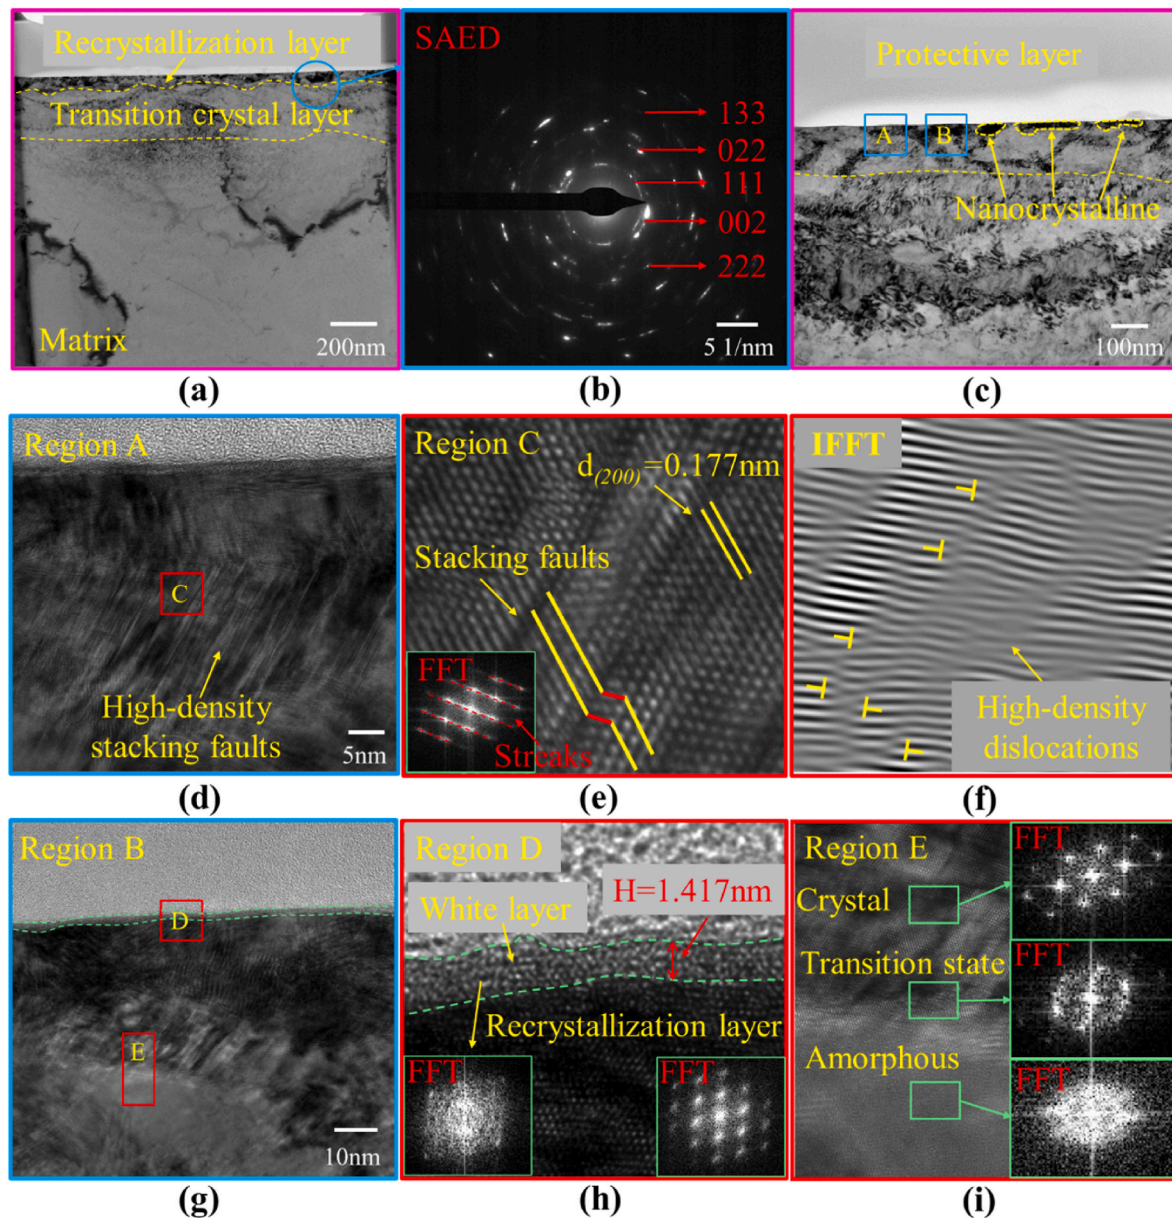 Recrystallization layer
Transition crystal layer
Matrix
200nm
(a)
SAED
133
022
111
002
222
5 1/nm
(b)
Protective layer
A
B
Nanocrystalline
100nm
(c)
Region A
C
High-density
stacking faults
5nm
(d)
Region C
d(200)=0.177nm
Stacking faults
FFT
Streaks
(e)
IFFT
⊥
⊥
⊥
⊥
⊥
⊥
High-density
dislocations
(f)
Region B
D
E
10nm
(g)
Region D
H=1.417nm
White layer
Recrystallization layer
FFT
FFT
(h)
Region E
Crystal
Transition state
Amorphous
FFT
FFT
FFT
(i)